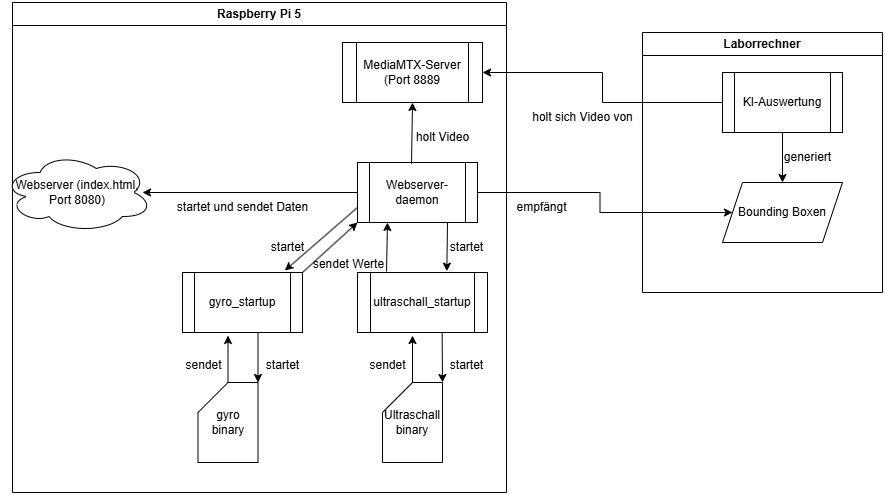 Raspberry Pi 5
MediaMTX-Server
(Port 8889
Laborrechner
KI-Auswertung
holt sich Video von
holt Video
generiert
Webserver (index.html,
Port 8080)
startet und sendet Daten
Webserver-
daemon
empfängt
Bounding Boxen
startet
sendet Werte
startet
gyro_startup
ultraschall_startup
sendet
startet
sendet
startet
gyro
binary
Ultraschall
binary